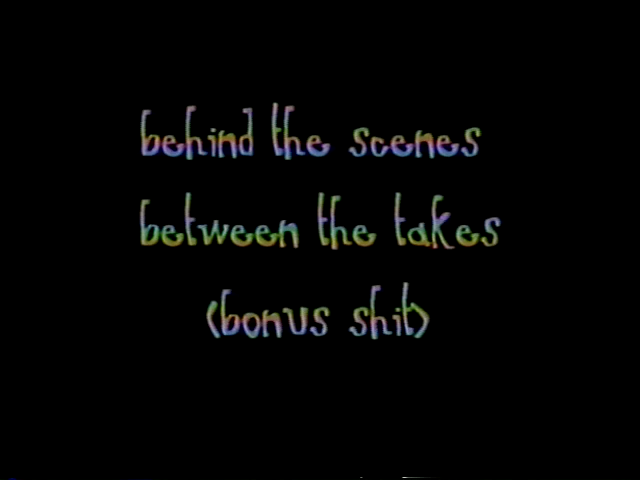 behind the scenes
between the takes
(bonus shit)